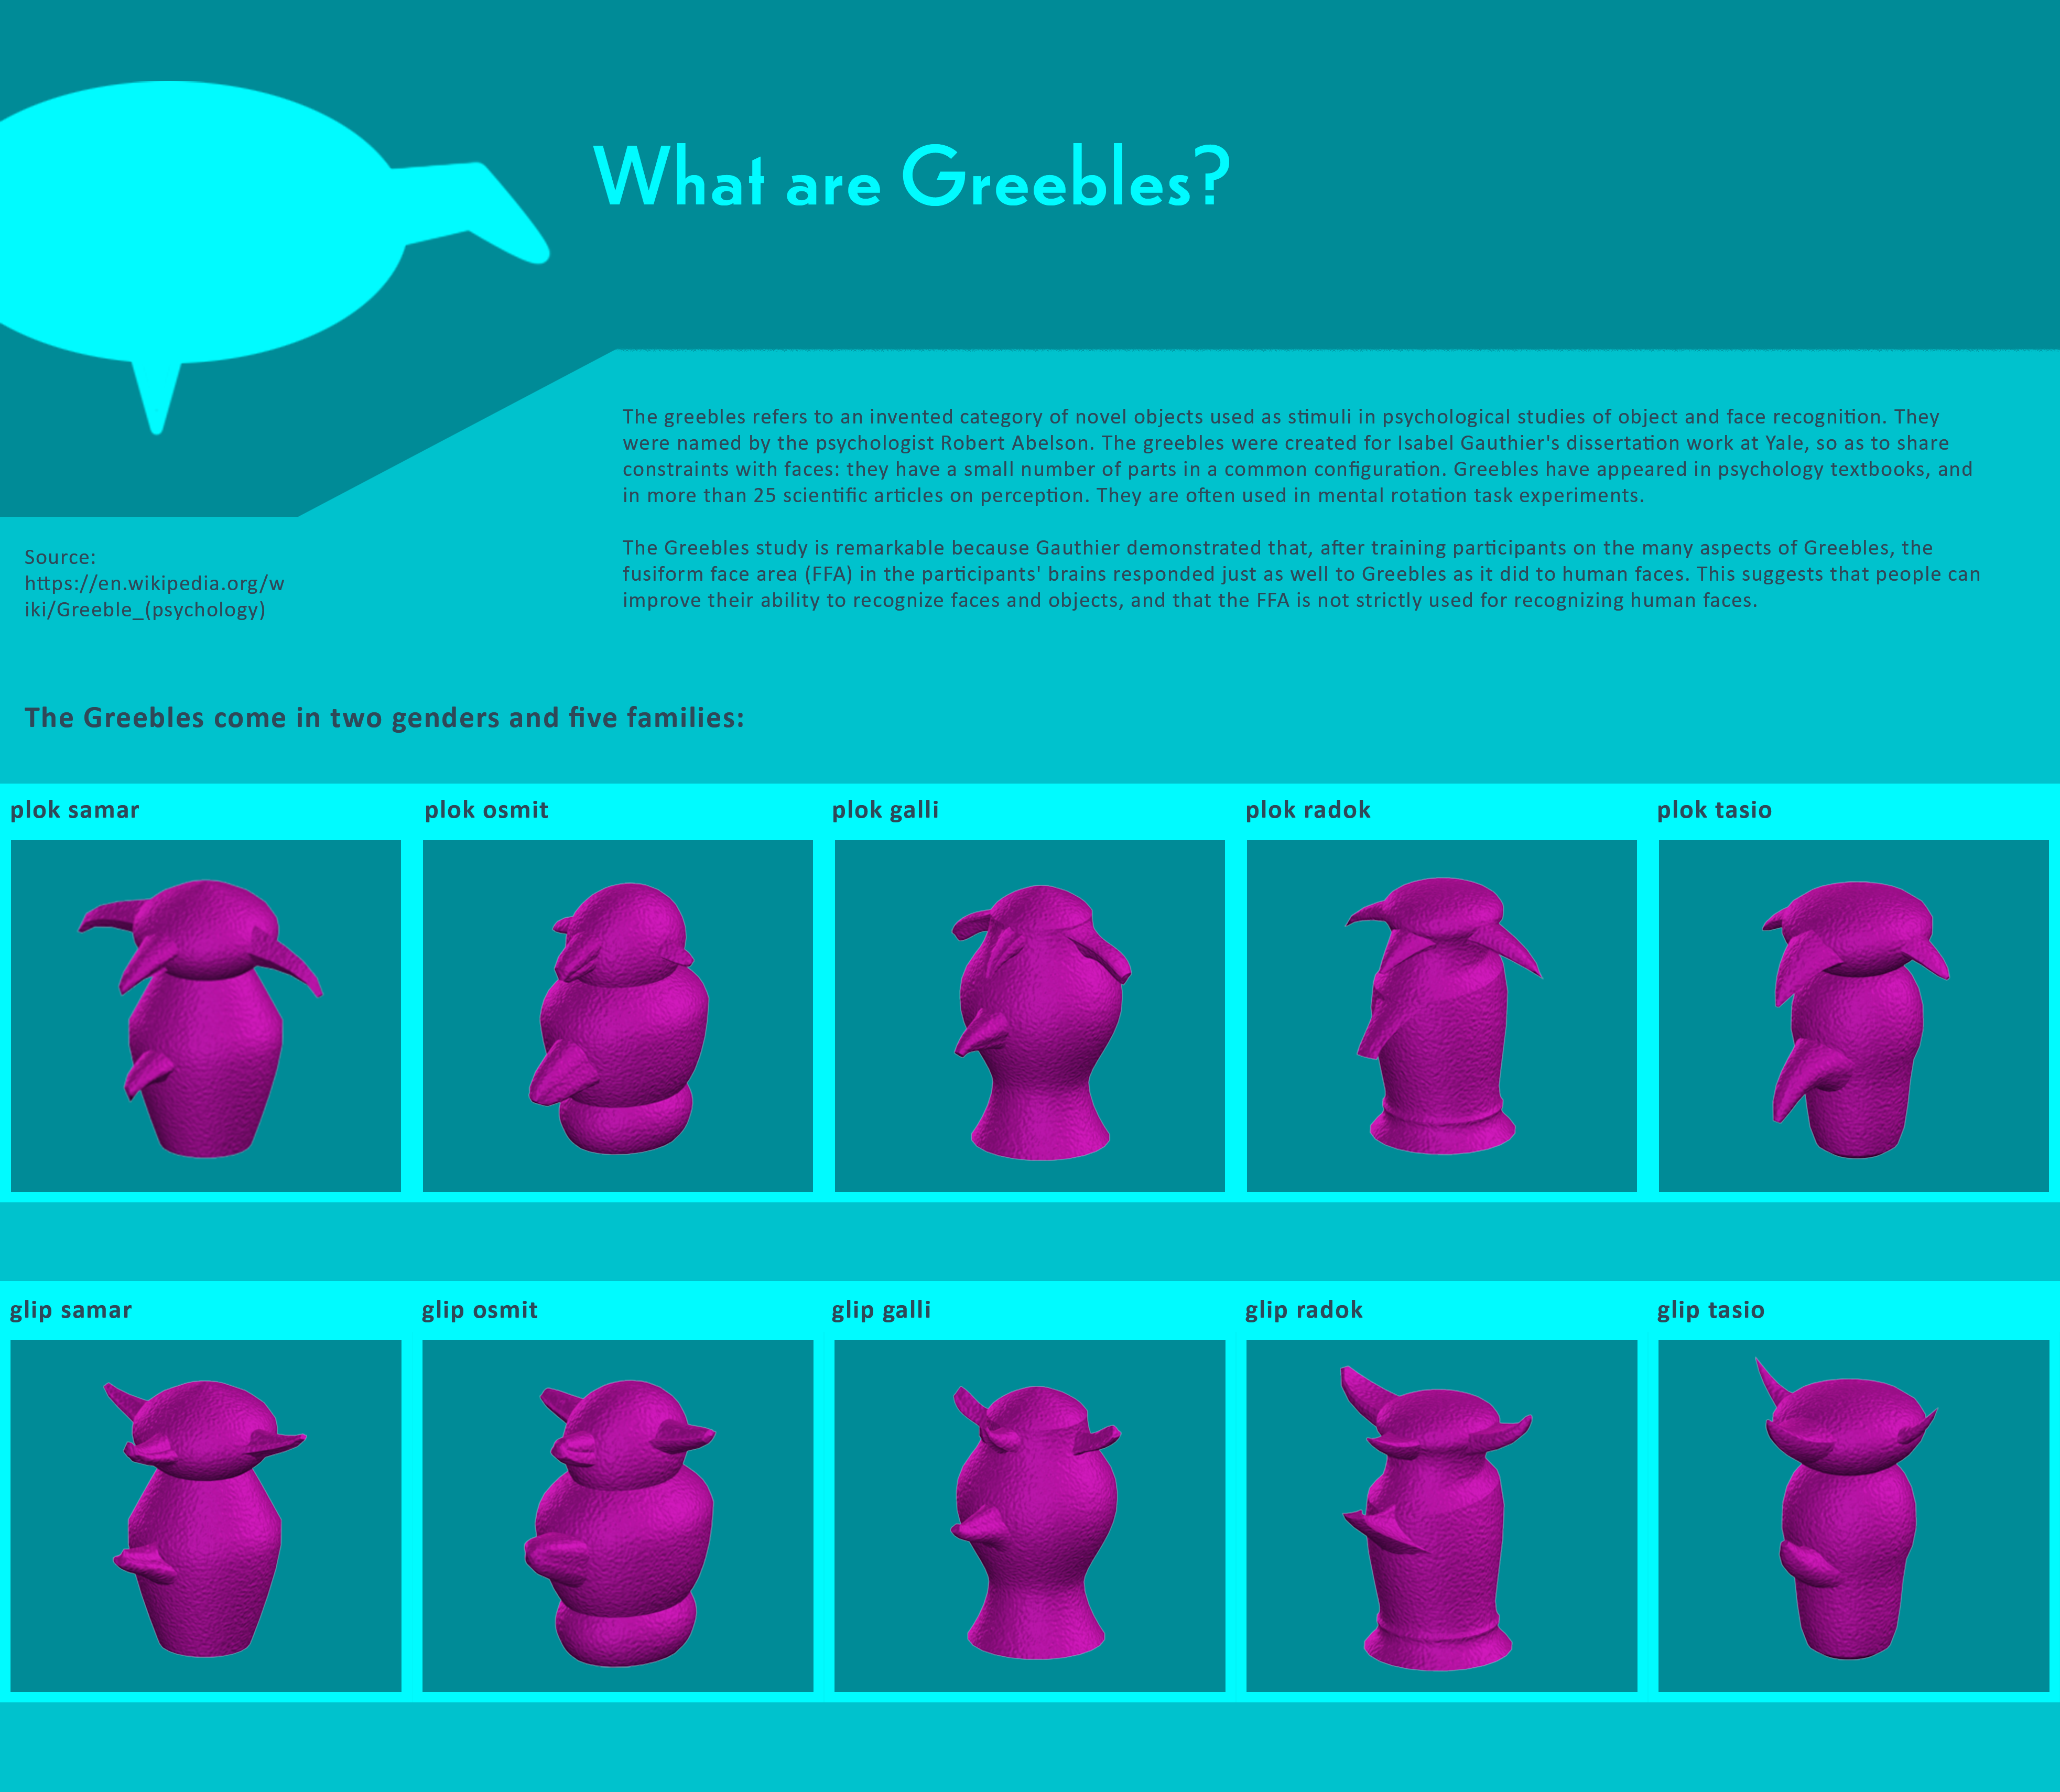 What are Greebles?
The greebles refers to an invented category of novel objects used as stimuli in psychological studies of object and face recognition. They
were named by the psychologist Robert Abelson. The greebles were created for Isabel Gauthier's dissertation work at Yale, so as to share
constraints with faces: they have a small number of parts in a common configuration. Greebles have appeared in psychology textbooks, and
in more than 25 scientific articles on perception. They are often used in mental rotation task experiments.
The Greebles study is remarkable because Gauthier demonstrated that, after training participants on the many aspects of Greebles, the
fusiform face area (FFA) in the participants' brains responded just as well to Greebles as it did to human faces. This suggests that people can
improve their ability to recognize faces and objects, and that the FFA is not strictly used for recognizing human faces.
Source:
https://en.wikipedia.org/w
iki/Greeble_(psychology)
The Greebles come in two genders and five families:
plok samar
plok osmit
plok galli
plok radok
plok tasio
glip samar
glip osmit
glip galli
glip radok
glip tasio